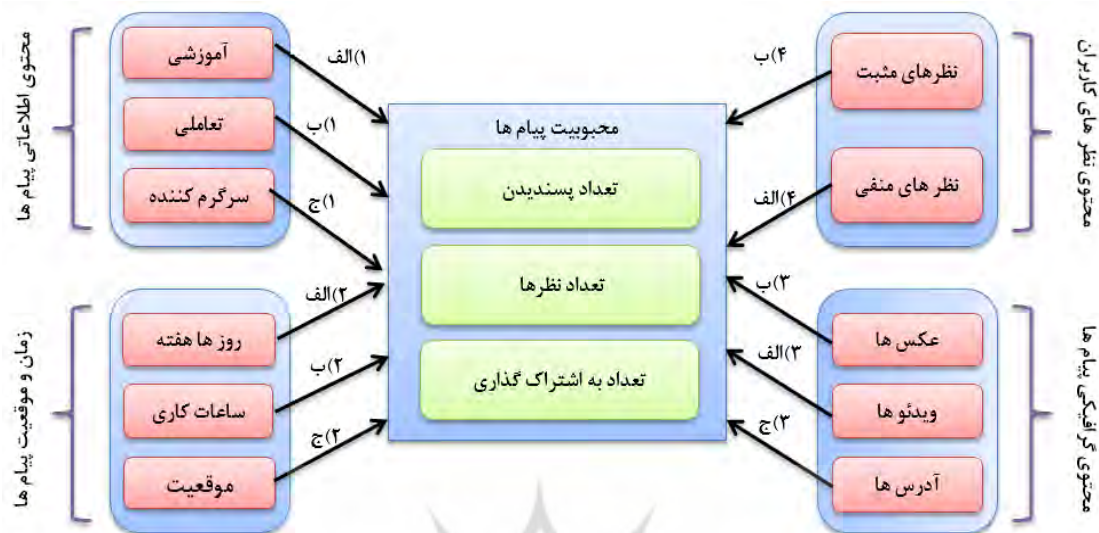 محتوی نظر های کاربران
نظرهای مثبت
نظر های منفی
۴)ب
۴)الف
محتوی گرافیکی پیام ها
عکس ها
ویدئو ها
آدرس ها
۳)ب
۳)الف
۳)ج
محبوبیت پیام ها
تعداد پسندیدن
تعداد نظرها
تعداد به اشتراک گذاری
۱)الف
۱)ب
۱)ج
آموزشی
تعاملی
سرگرم کننده
محتوی اطلاعاتی پیام ها
۲)الف
۲)ب
۲)ج
روز ها هفته
ساعات کاری
موقعیت
زمان و موقعیت پیام ها